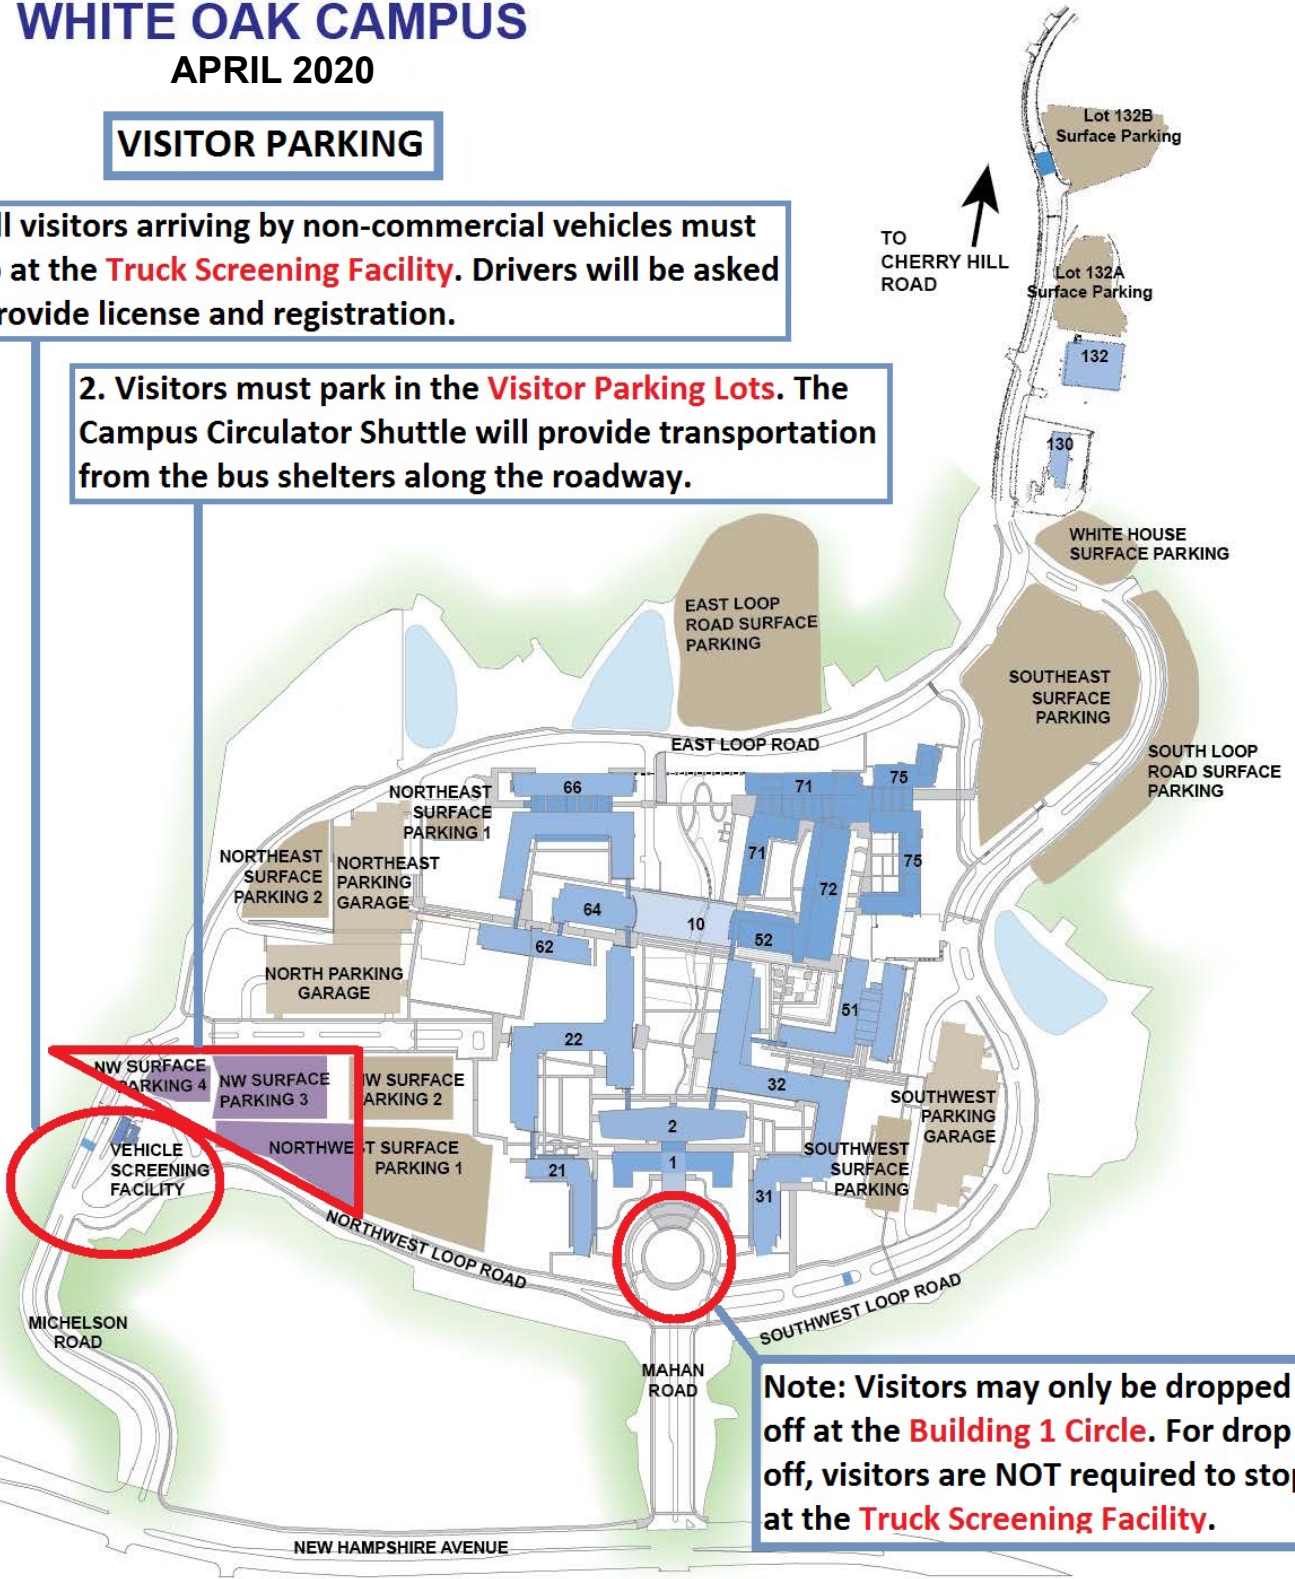 WHITE OAK CAMPUS
APRIL 2020
VISITOR PARKING
ll visitors arriving by non-commercial vehicles must
at the Truck Screening Facility. Drivers will be asked
rovide license and registration.
2. Visitors must park in the Visitor Parking Lots. The
Campus Circulator Shuttle will provide transportation
from the bus shelters along the roadway.
Lot 132B
Surface Parking
TO
CHERRY HILL
ROAD
Lot 132A
Surface Parking
132
130
WHITE HOUSE
SURFACE PARKING
EAST LOOP
ROAD SURFACE
PARKING
SOUTHEAST
SURFACE
PARKING
EAST LOOP ROAD
SOUTH LOOP
ROAD SURFACE
PARKING
66
71
75
NORTHEAST
SURFACE
PARKING 1
NORTHEAST
SURFACE
PARKING 2
NORTHEAST
PARKING
GARAGE
71
75
72
64
10
52
62
NORTH PARKING
GARAGE
51
22
32
NW SURFACE
PARKING 4
NW SURFACE
PARKING 3
NW SURFACE
PARKING 2
SOUTHWEST
PARKING
GARAGE
2
VEHICLE
SCREENING
FACILITY
NORTHWEST SURFACE
PARKING 1
21
1
31
SOUTHWEST
SURFACE
PARKING
NORTHWEST LOOP ROAD
SOUTHWEST LOOP ROAD
MICHELSON
ROAD
MAHAN
ROAD
Note: Visitors may only be dropped
off at the Building 1 Circle. For drop
off, visitors are NOT required to stop
at the Truck Screening Facility.
NEW HAMPSHIRE AVENUE